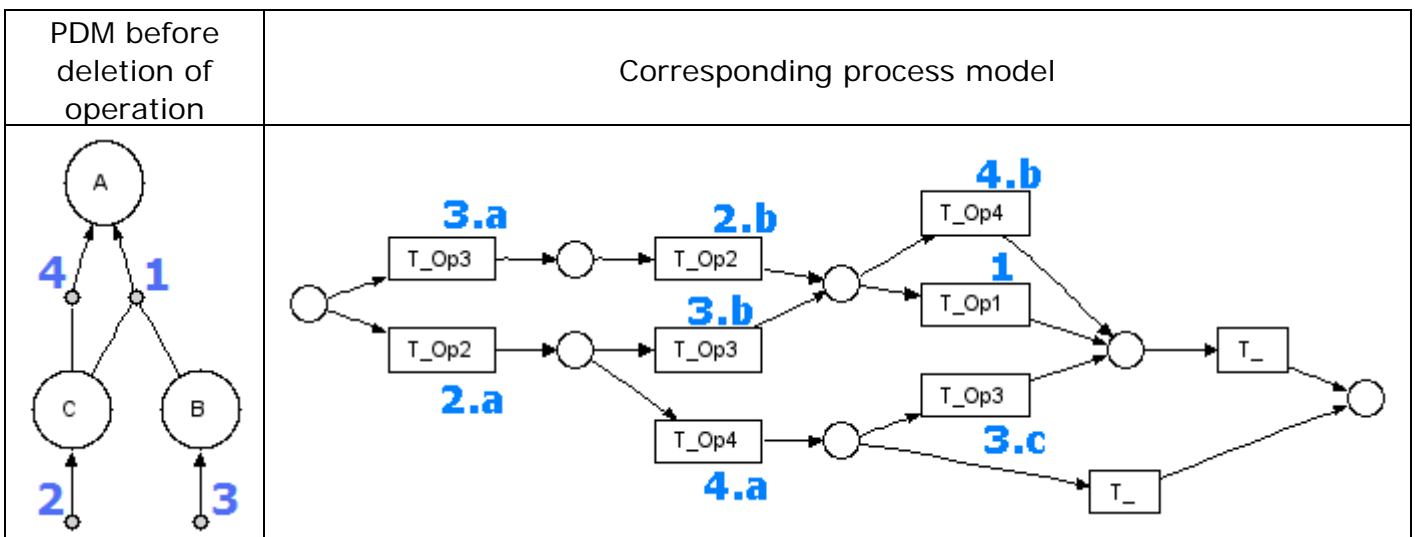 PDM before
deletion of
operation
Corresponding process model
A
4
1
C
B
2
3
3.a
T_Op3
2.b
T_Op2
4.b
T_Op4
1
T_Op1
T_Op2
2.a
3.b
T_Op3
T_Op4
4.a
T_Op3
3.c
T_
T_